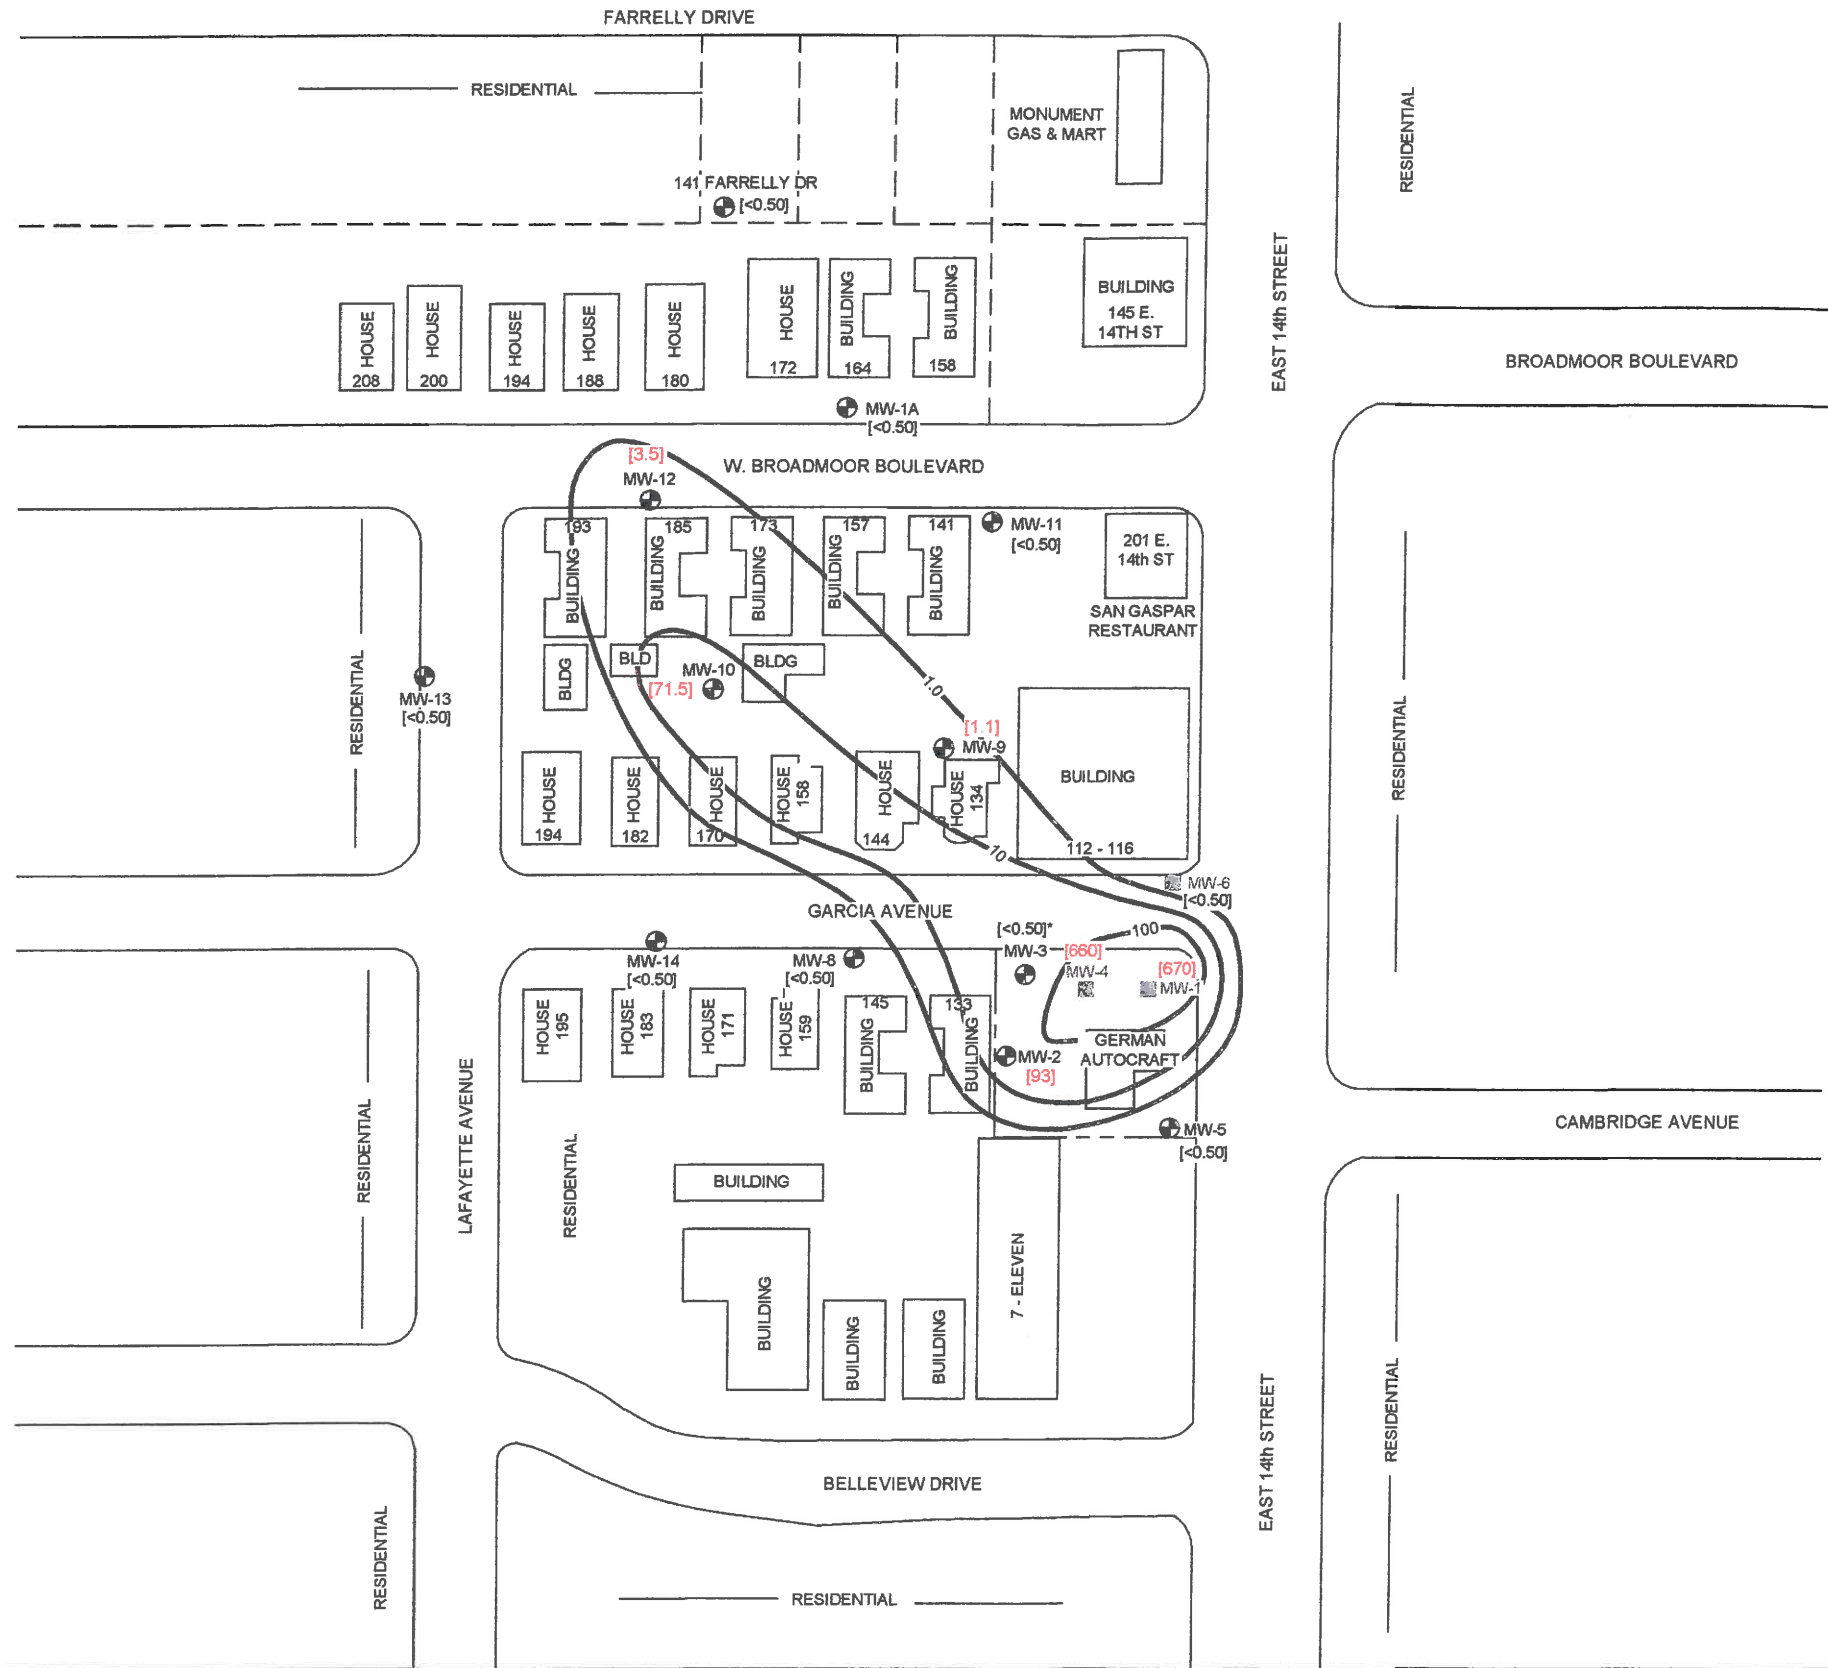 FARRELLY DRIVE
RESIDENTIAL
MONUMENT
GAS & MART
RESIDENTIAL
141 FARRELLY DR
[<0.50]
EAST 14th STREET
BUILDING
145 E.
14TH ST
HOUSE
208
HOUSE
200
HOUSE
194
HOUSE
188
HOUSE
180
HOUSE
172
BUILDING
164
BUILDING
158
BROADMOOR BOULEVARD
MW-1A
[<0.50]
[3.5]
MW-12
W. BROADMOOR BOULEVARD
193
BUILDING
185
BUILDING
173
BUILDING
157
BUILDING
141
BUILDING
MW-11
[<0.50]
201 E.
14th ST
SAN GASPAR
RESTAURANT
RESIDENTIAL
MW-13
[<0.50]
BLDG
BLD
MW-10
[71.5]
BLDG
1.0
[1.1]
MW-9
BUILDING
112 - 116
RESIDENTIAL
HOUSE
194
HOUSE
182
HOUSE
170
HOUSE
158
HOUSE
144
HOUSE
134
10
MW-6
[<0.50]
GARCIA AVENUE
[<0.50]*
MW-3
100
[660]
MW-4
[670]
MW-1
MW-14
[<0.50]
MW-8
[<0.50]
HOUSE
195
HOUSE
183
HOUSE
171
HOUSE
159
145
BUILDING
133
BUILDING
MW-2
[93]
GERMAN
AUTOCRAFT
MW-5
[<0.50]
CAMBRIDGE AVENUE
RESIDENTIAL
LAFAYETTE AVENUE
RESIDENTIAL
BUILDING
BUILDING
BUILDING
BUILDING
7 - ELEVEN
EAST 14th STREET
RESIDENTIAL
BELLEVIEW DRIVE
RESIDENTIAL
RESIDENTIAL